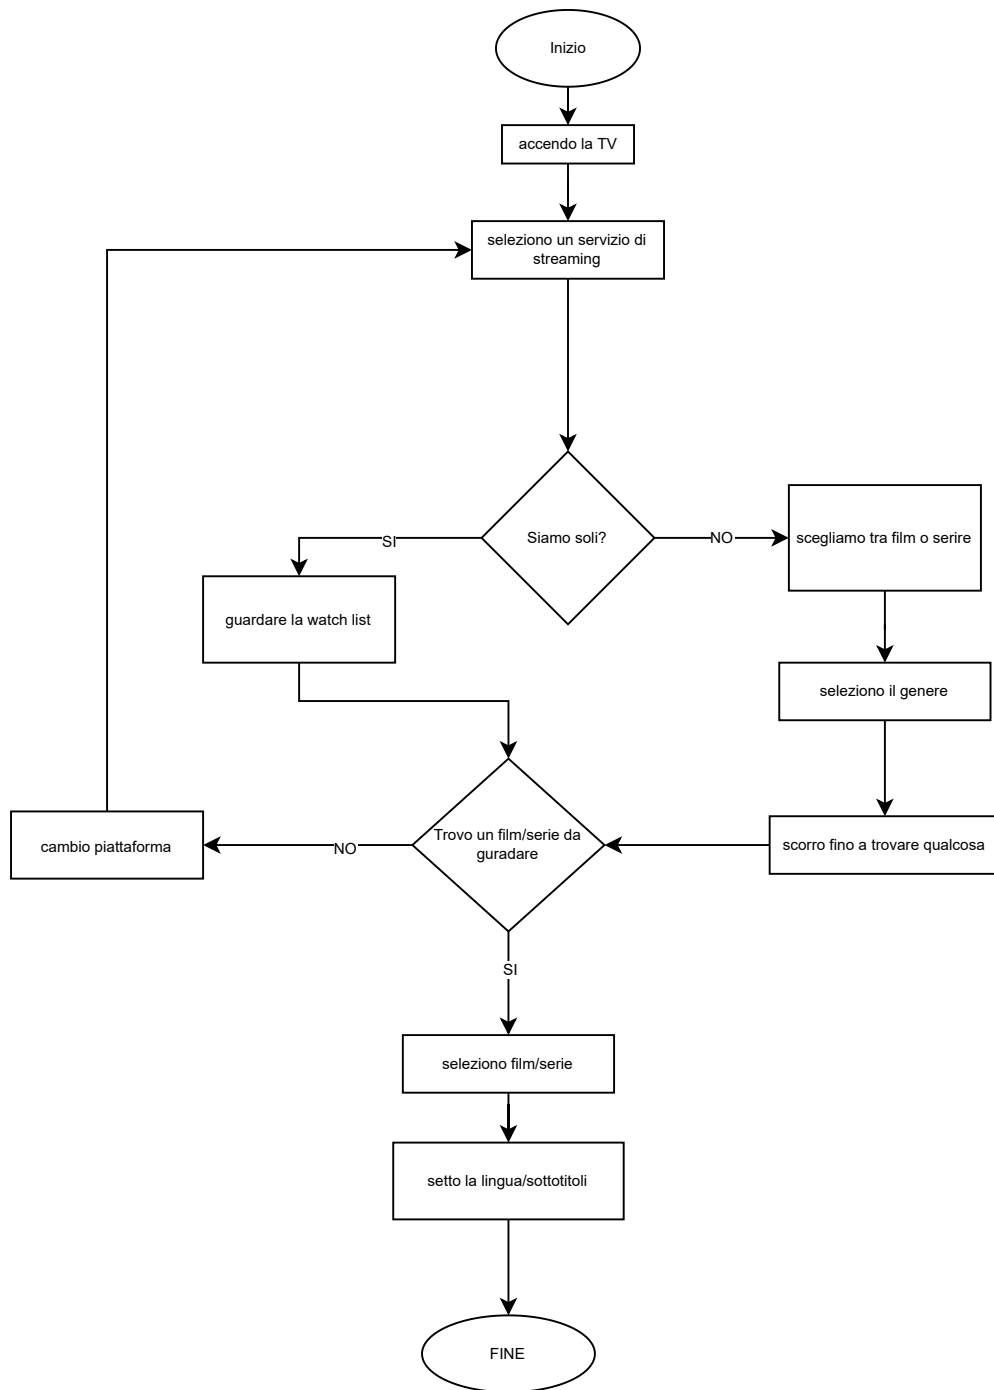 Inizio
accendo la TV
seleziono un servizio di
streaming
Siamo soli?
SI
NO
scegliamo tra film o serire
guardare la watch list
seleziono il genere
Trovo un film/serie da
guradare
NO
cambio piattaforma
scorro fino a trovare qualcosa
SI
seleziono film/serie
setto la lingua/sottotitoli
FINE